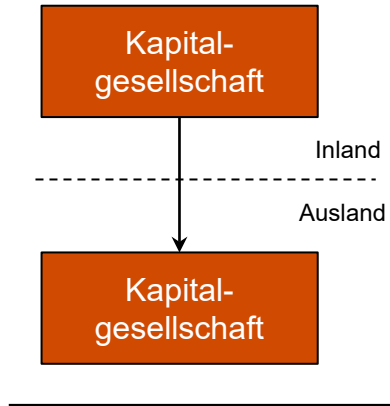 Kapital-
gesellschaft
Inland
Ausland
Kapital-
gesellschaft